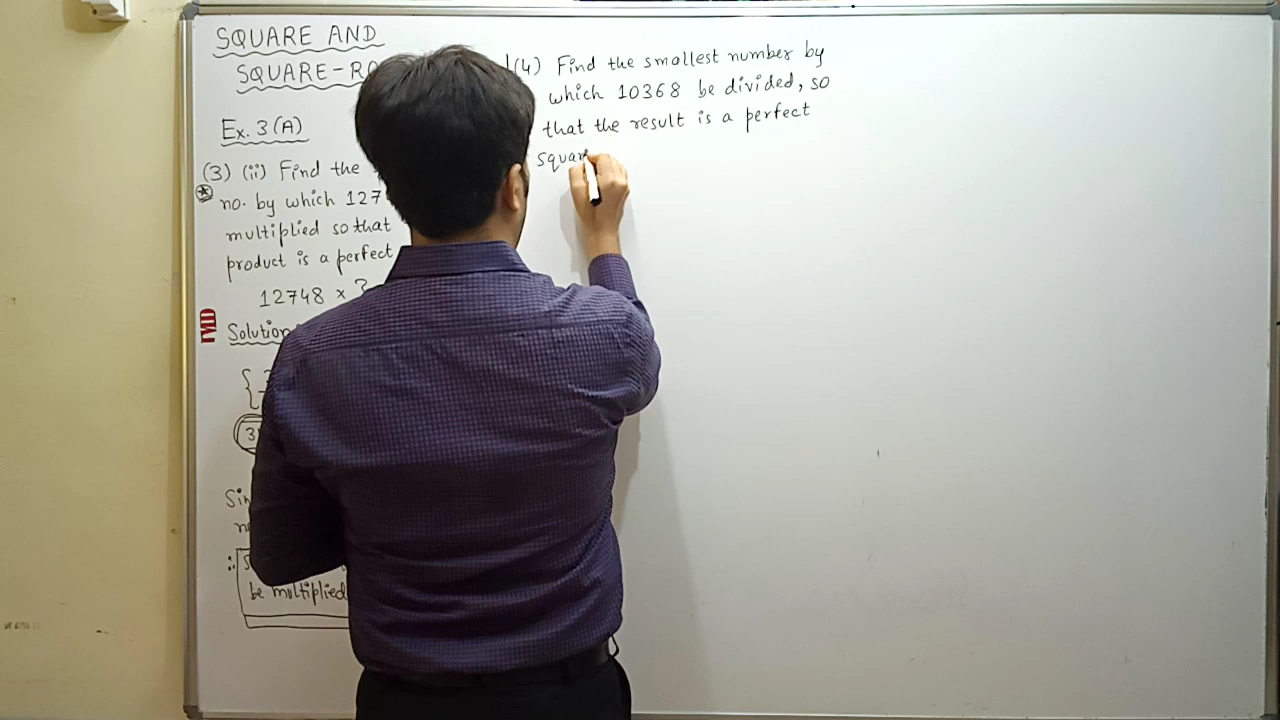 SQUARE AND
SQUARE-RO
Ex. 3(A)
(3) (ii) Find the
no. by which 127
multiplied so that
product is a perfect
12748 ×
Solution
be multiplied
(4) Find the smallest number by
which 10368 be divided, so
that the result is a perfect
square